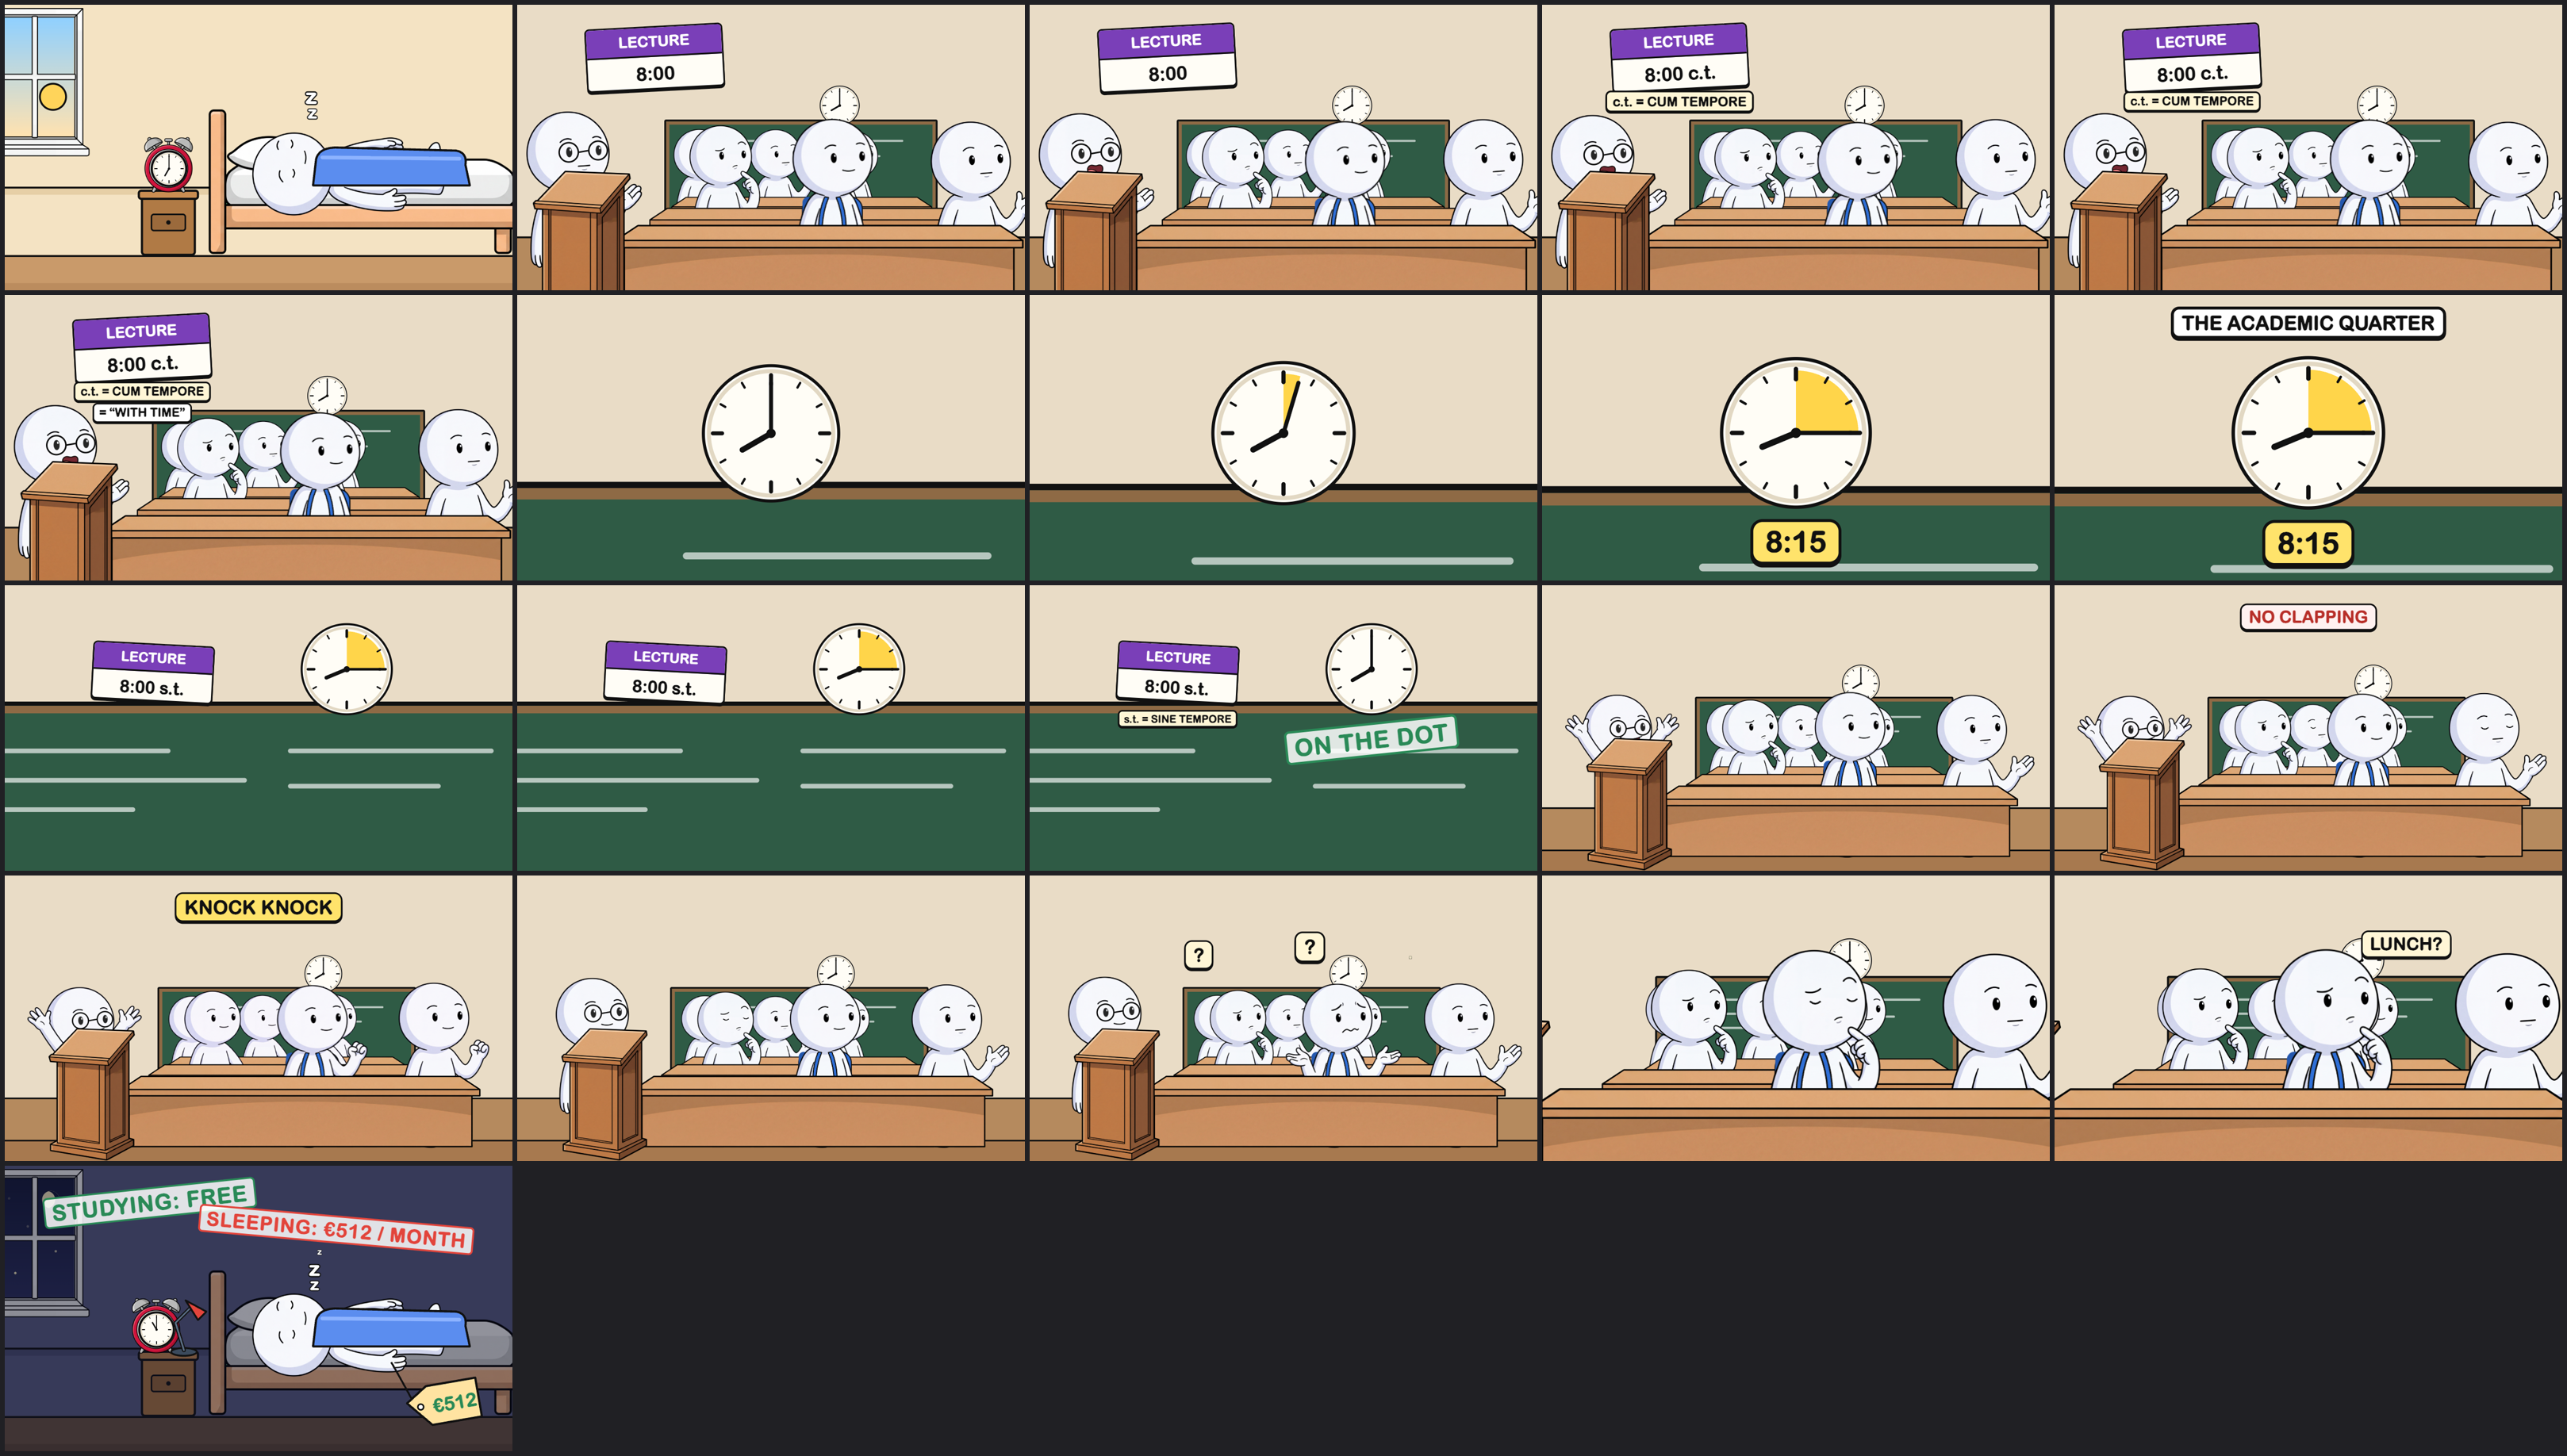 Z
Z
LECTURE
8:00
LECTURE
8:00
LECTURE
8:00 c.t.
c.t. = CUM TEMPORE
LECTURE
8:00 c.t.
c.t. = CUM TEMPORE
LECTURE
8:00 c.t.
c.t. = CUM TEMPORE
= “WITH TIME”
8:15
THE ACADEMIC QUARTER
8:15
LECTURE
8:00 s.t.
LECTURE
8:00 s.t.
LECTURE
8:00 s.t.
s.t. = SINE TEMPORE
ON THE DOT
NO CLAPPING
KNOCK KNOCK
?
?
LUNCH?
STUDYING: FREE
SLEEPING: €512 / MONTH
z
Z
z
€512